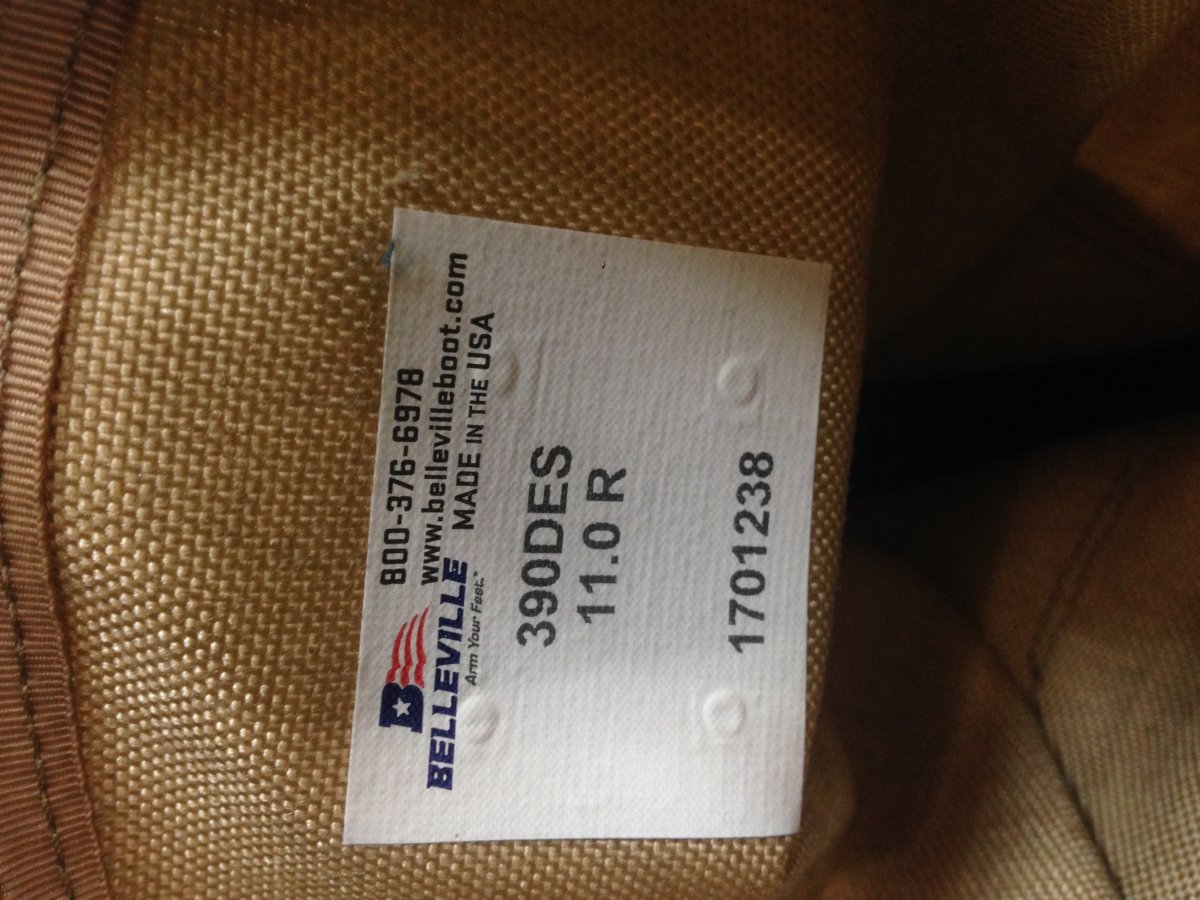 800-376-6978
www.bellevilleboot.com
BELLEVILLE MADE IN THE USA
Arm Your Feet.™
390DES
11.0 R
1701238